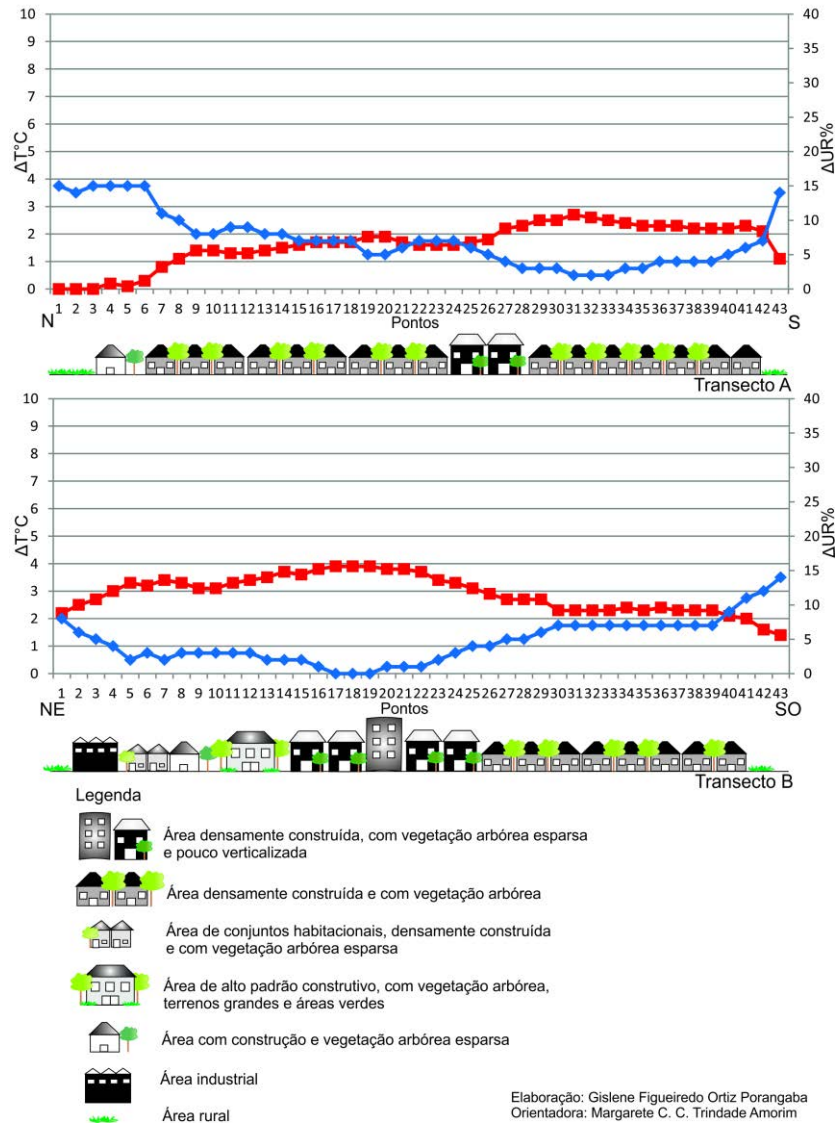 10
9
8
7
6
5
4
3
2
1
0
ΔT°C
40
35
30
25
20
15
10
5
0
ΔUR%
1 2 3 4 5 6 7 8 9 10 11 12 13 14 15 16 17 18 19 20 21 22 23 24 25 26 27 28 29 30 31 32 33 34 35 36 37 38 39 40 41 42 43
N Pontos S
Transecto A
10
9
8
7
6
5
4
3
2
1
0
ΔT°C
40
35
30
25
20
15
10
5
0
ΔUR%
1 2 3 4 5 6 7 8 9 10 11 12 13 14 15 16 17 18 19 20 21 22 23 24 25 26 27 28 29 30 31 32 33 34 35 36 37 38 39 40 41 42 43
NE Pontos SO
Transecto B
Legenda
Área densamente construída, com vegetação arbórea esparsa
e pouco verticalizada
Área densamente construída e com vegetação arbórea
Área de conjuntos habitacionais, densamente construída
e com vegetação arbórea esparsa
Área de alto padrão construtivo, com vegetação arbórea,
terrenos grandes e áreas verdes
Área com construção e vegetação arbórea esparsa
Área industrial
Área rural
Elaboração: Gislene Figueiredo Ortiz Porangaba
Orientadora: Margarete C. C. Trindade Amorim